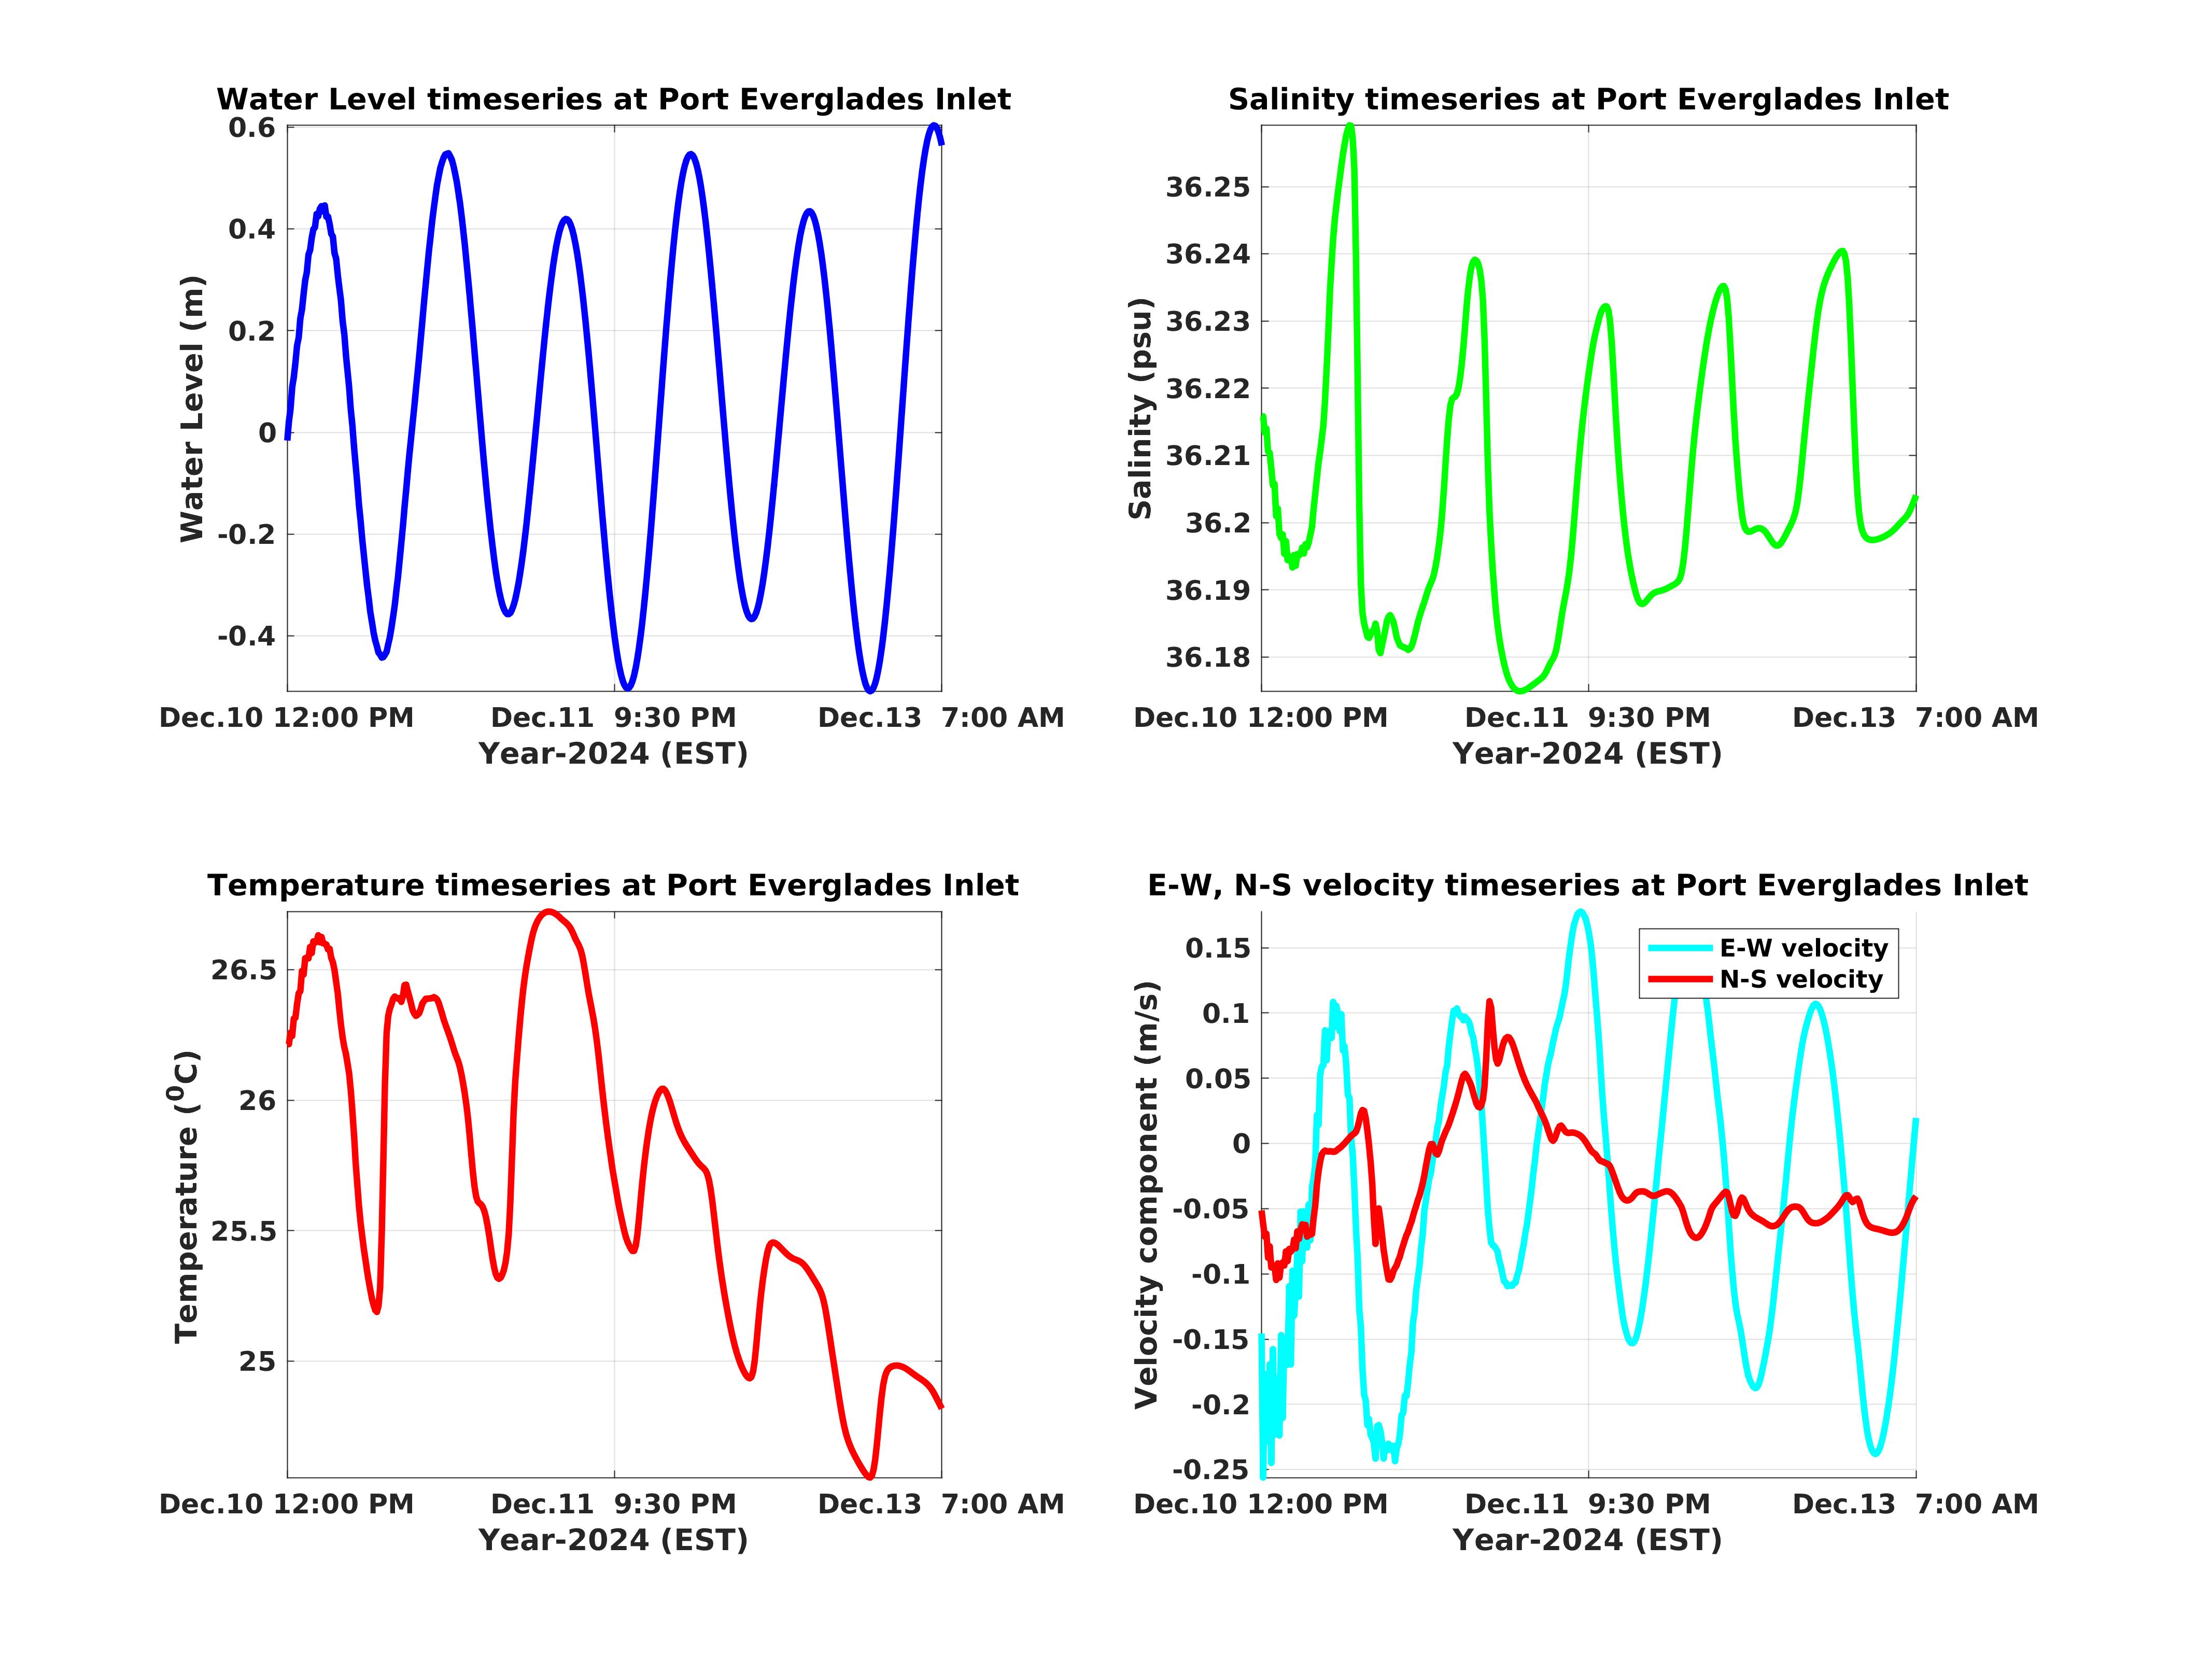 Water Level timeseries at Port Everglades Inlet
0.6
0.4
0.2
0
-0.2
-0.4
Water Level (m)
Dec.10 12:00 PM Dec.11 9:30 PM Dec.13 7:00 AM
Year-2024 (EST)
Salinity timeseries at Port Everglades Inlet
36.25
36.24
36.23
36.22
36.21
36.2
36.19
36.18
Salinity (psu)
Dec.10 12:00 PM Dec.11 9:30 PM Dec.13 7:00 AM
Year-2024 (EST)
Temperature timeseries at Port Everglades Inlet
26.5
26
25.5
25
Temperature (⁰C)
Dec.10 12:00 PM Dec.11 9:30 PM Dec.13 7:00 AM
Year-2024 (EST)
E-W, N-S velocity timeseries at Port Everglades Inlet
E-W velocity
N-S velocity
0.15
0.1
0.05
0
-0.05
-0.1
-0.15
-0.2
-0.25
Velocity component (m/s)
Dec.10 12:00 PM Dec.11 9:30 PM Dec.13 7:00 AM
Year-2024 (EST)